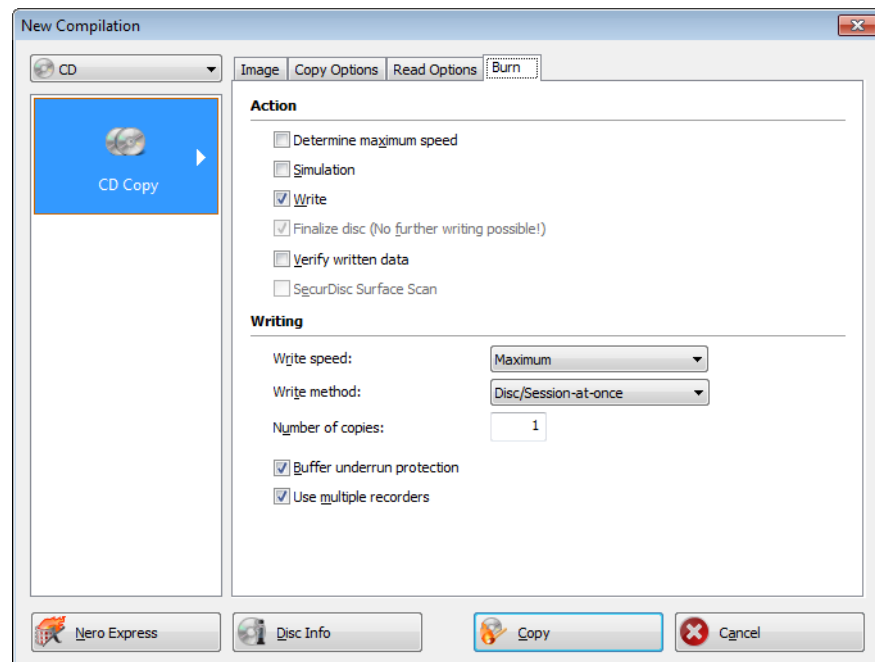 New Compilation
CD
Image Copy Options Read Options Burn
CD Copy
Action
Determine maximum speed
Simulation
Write
Finalize disc (No further writing possible!)
Verify written data
SecurDisc Surface Scan
Writing
Write speed: Maximum
Write method: Disc/Session-at-once
Number of copies: 1
Buffer underrun protection
Use multiple recorders
Nero Express Disc Info Copy Cancel